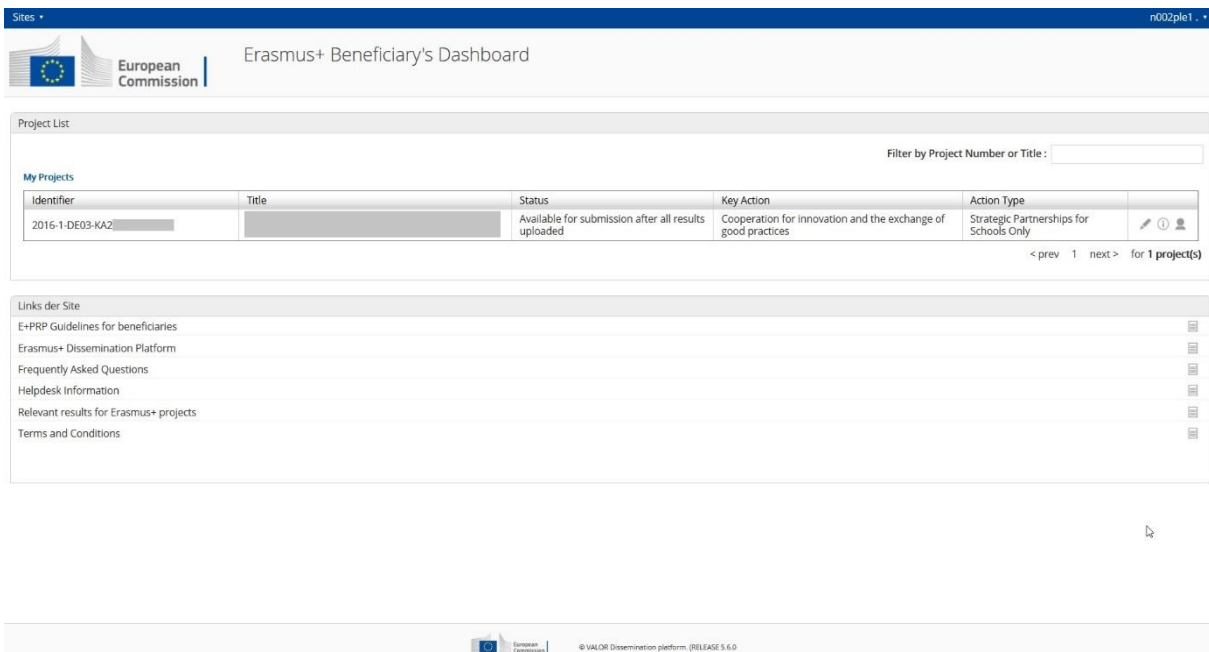 Sites
n002ple1 .
European
Commission
Erasmus+ Beneficiary's Dashboard
Project List
Filter by Project Number or Title :
My Projects
Identifier Title Status Key Action Action Type
2016-1-DE03-KA2 Available for submission after all results uploaded Cooperation for innovation and the exchange of good practices Strategic Partnerships for Schools Only
< prev 1 next > for 1 project(s)
Links der Site
E+PRP Guidelines for beneficiaries
Erasmus+ Dissemination Platform
Frequently Asked Questions
Helpdesk Information
Relevant results for Erasmus+ projects
Terms and Conditions
European
Commission
© VALOR Dissemination platform. (RELEASE 5.6.0